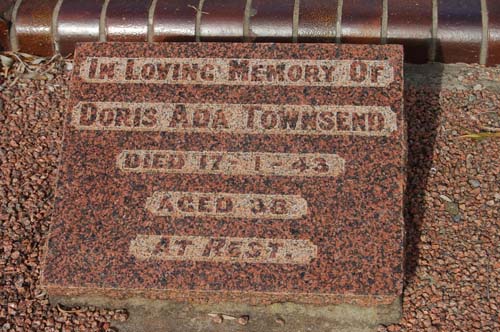 In Loving Memory Of
Doris Ada Townsend
Died 17-1-43
Aged 38
At Rest.